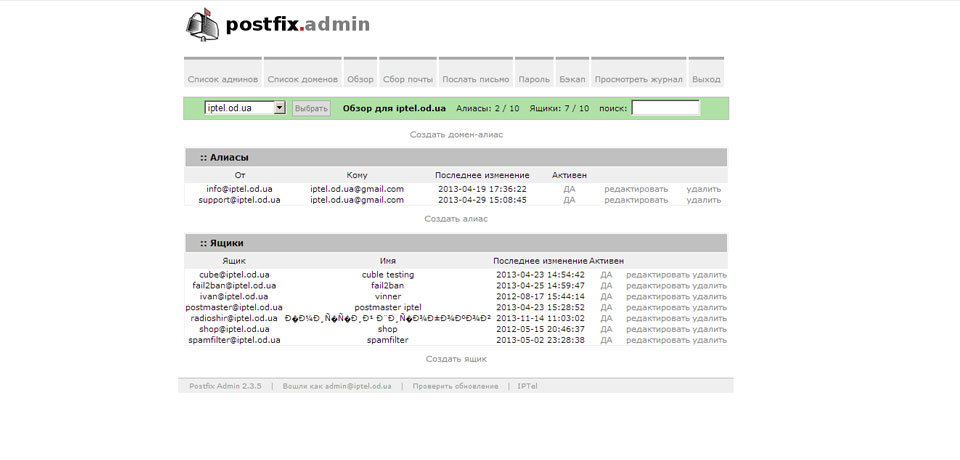 postfix.admin
Список админов Список доменов Обзор Сбор почты Послать письмо Пароль Бэкап Просмотреть журнал Выход
iptel.od.ua Выбрать Обзор для iptel.od.ua Алиасы: 2 / 10 Ящики: 7 / 10 поиск:
Создать домен-алиас
:: Алиасы
От Кому Последнее изменение Активен
info@iptel.od.ua iptel.od.ua@gmail.com 2013-04-19 17:36:22 ДА редактировать удалить
support@iptel.od.ua iptel.od.ua@gmail.com 2013-04-29 15:08:45 ДА редактировать удалить
Создать алиас
:: Ящики
Ящик Имя Последнее изменение Активен
cube@iptel.od.ua cuble testing 2013-04-23 14:54:42 ДА редактировать удалить
fail2ban@iptel.od.ua fail2ban 2013-04-25 14:59:47 ДА редактировать удалить
ivan@iptel.od.ua vinner 2012-08-17 15:44:14 ДА редактировать удалить
postmaster@iptel.od.ua postmaster iptel 2013-04-23 15:28:52 ДА редактировать удалить
radioshir@iptel.od.ua 2013-11-14 11:03:02 ДА редактировать удалить
shop@iptel.od.ua shop 2012-05-15 20:46:37 ДА редактировать удалить
spamfilter@iptel.od.ua spamfilter 2013-05-02 23:28:38 ДА редактировать удалить
Создать ящик
Postfix Admin 2.3.5 | Вошли как admin@iptel.od.ua | Проверить обновление | IPTel